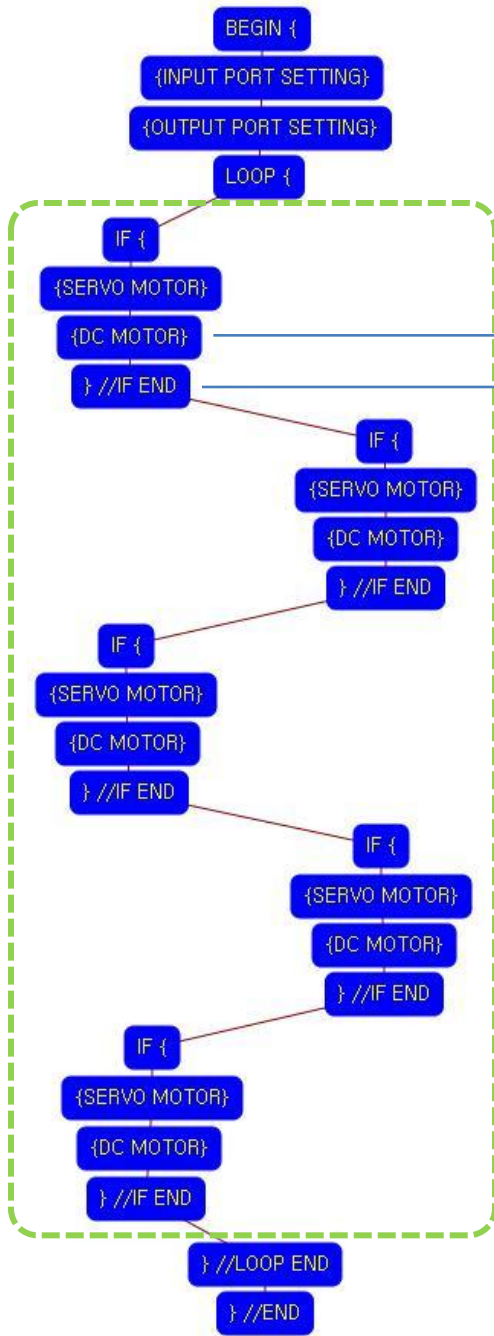 BEGIN {
{INPUT PORT SETTING}
{OUTPUT PORT SETTING}
LOOP {
IF {
{SERVO MOTOR}
{DC MOTOR}
} //IF END
IF {
{SERVO MOTOR}
{DC MOTOR}
} //IF END
IF {
{SERVO MOTOR}
{DC MOTOR}
} //IF END
IF {
{SERVO MOTOR}
{DC MOTOR}
} //IF END
IF {
{SERVO MOTOR}
{DC MOTOR}
} //IF END
} //LOOP END
} //END